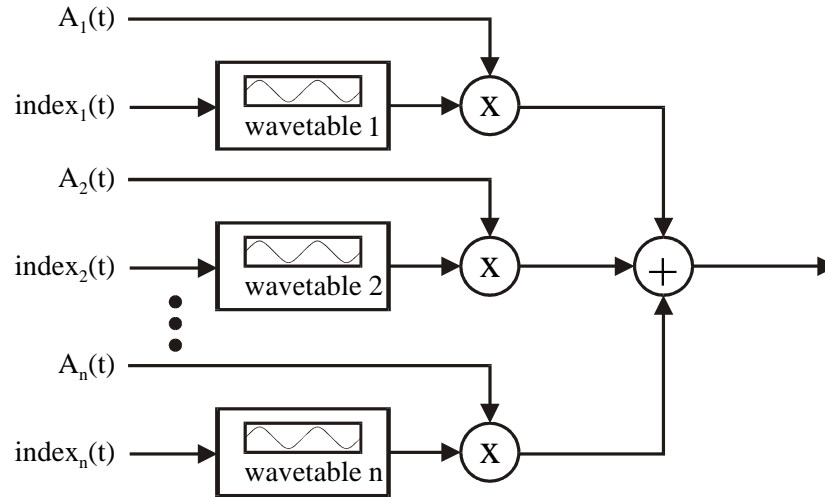 A₁(t)
index₁(t)
wavetable 1
X
A₂(t)
index₂(t)
wavetable 2
X
+
Aₙ(t)
indexₙ(t)
wavetable n
X